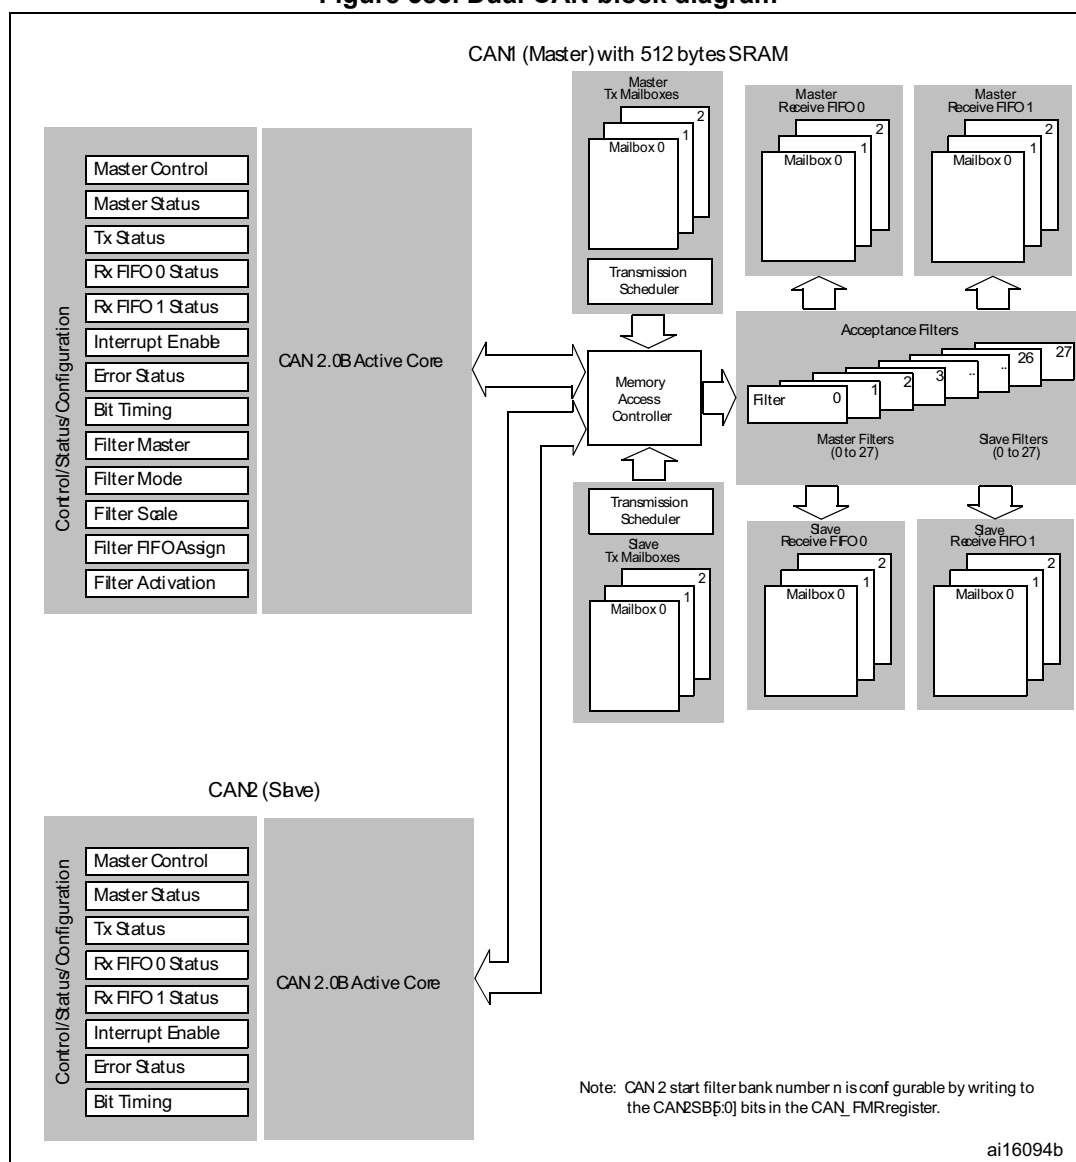 CAN1 (Master) with 512 bytes SRAM
Control/Status/Configuration
Master Control
Master Status
Tx Status
Rx FIFO 0 Status
Rx FIFO 1 Status
Interrupt Enable
Error Status
Bit Timing
Filter Master
Filter Mode
Filter Scale
Filter FIFO Assign
Filter Activation
CAN 2.0B Active Core
Master
Tx Mailboxes
2
1
Mailbox 0
Transmission
Scheduler
Master
Receive FIFO 0
2
1
Mailbox 0
Master
Receive FIFO 1
2
1
Mailbox 0
Memory
Access
Controller
Acceptance Filters
Filter 0 1 2 3 .. .. 26 27
Master Filters
(0 to 27)
Slave Filters
(0 to 27)
Transmission
Scheduler
Slave
Tx Mailboxes
2
1
Mailbox 0
Slave
Receive FIFO 0
2
1
Mailbox 0
Slave
Receive FIFO 1
2
1
Mailbox 0
CAN2 (Slave)
Control/Status/Configuration
Master Control
Master Status
Tx Status
Rx FIFO 0 Status
Rx FIFO 1 Status
Interrupt Enable
Error Status
Bit Timing
CAN 2.0B Active Core
Note: CAN 2 start filter bank number n is conf gurable by writing to
the CAN2SB[5:0] bits in the CAN_FMR register.
ai16094b